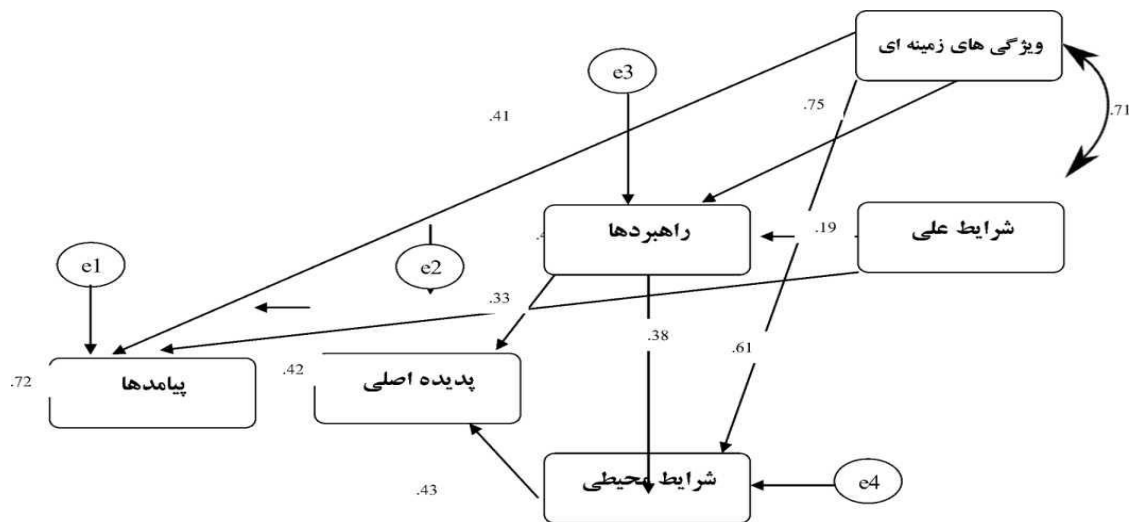 ویژگی های زمینه ای
e3
.41
.75
.71
راهبردها
.19
شرایط علی
e1
e2
.33
.38
.61
.72
پیامدها
.42
پدیده اصلی
.43
شرایط محیطی
e4